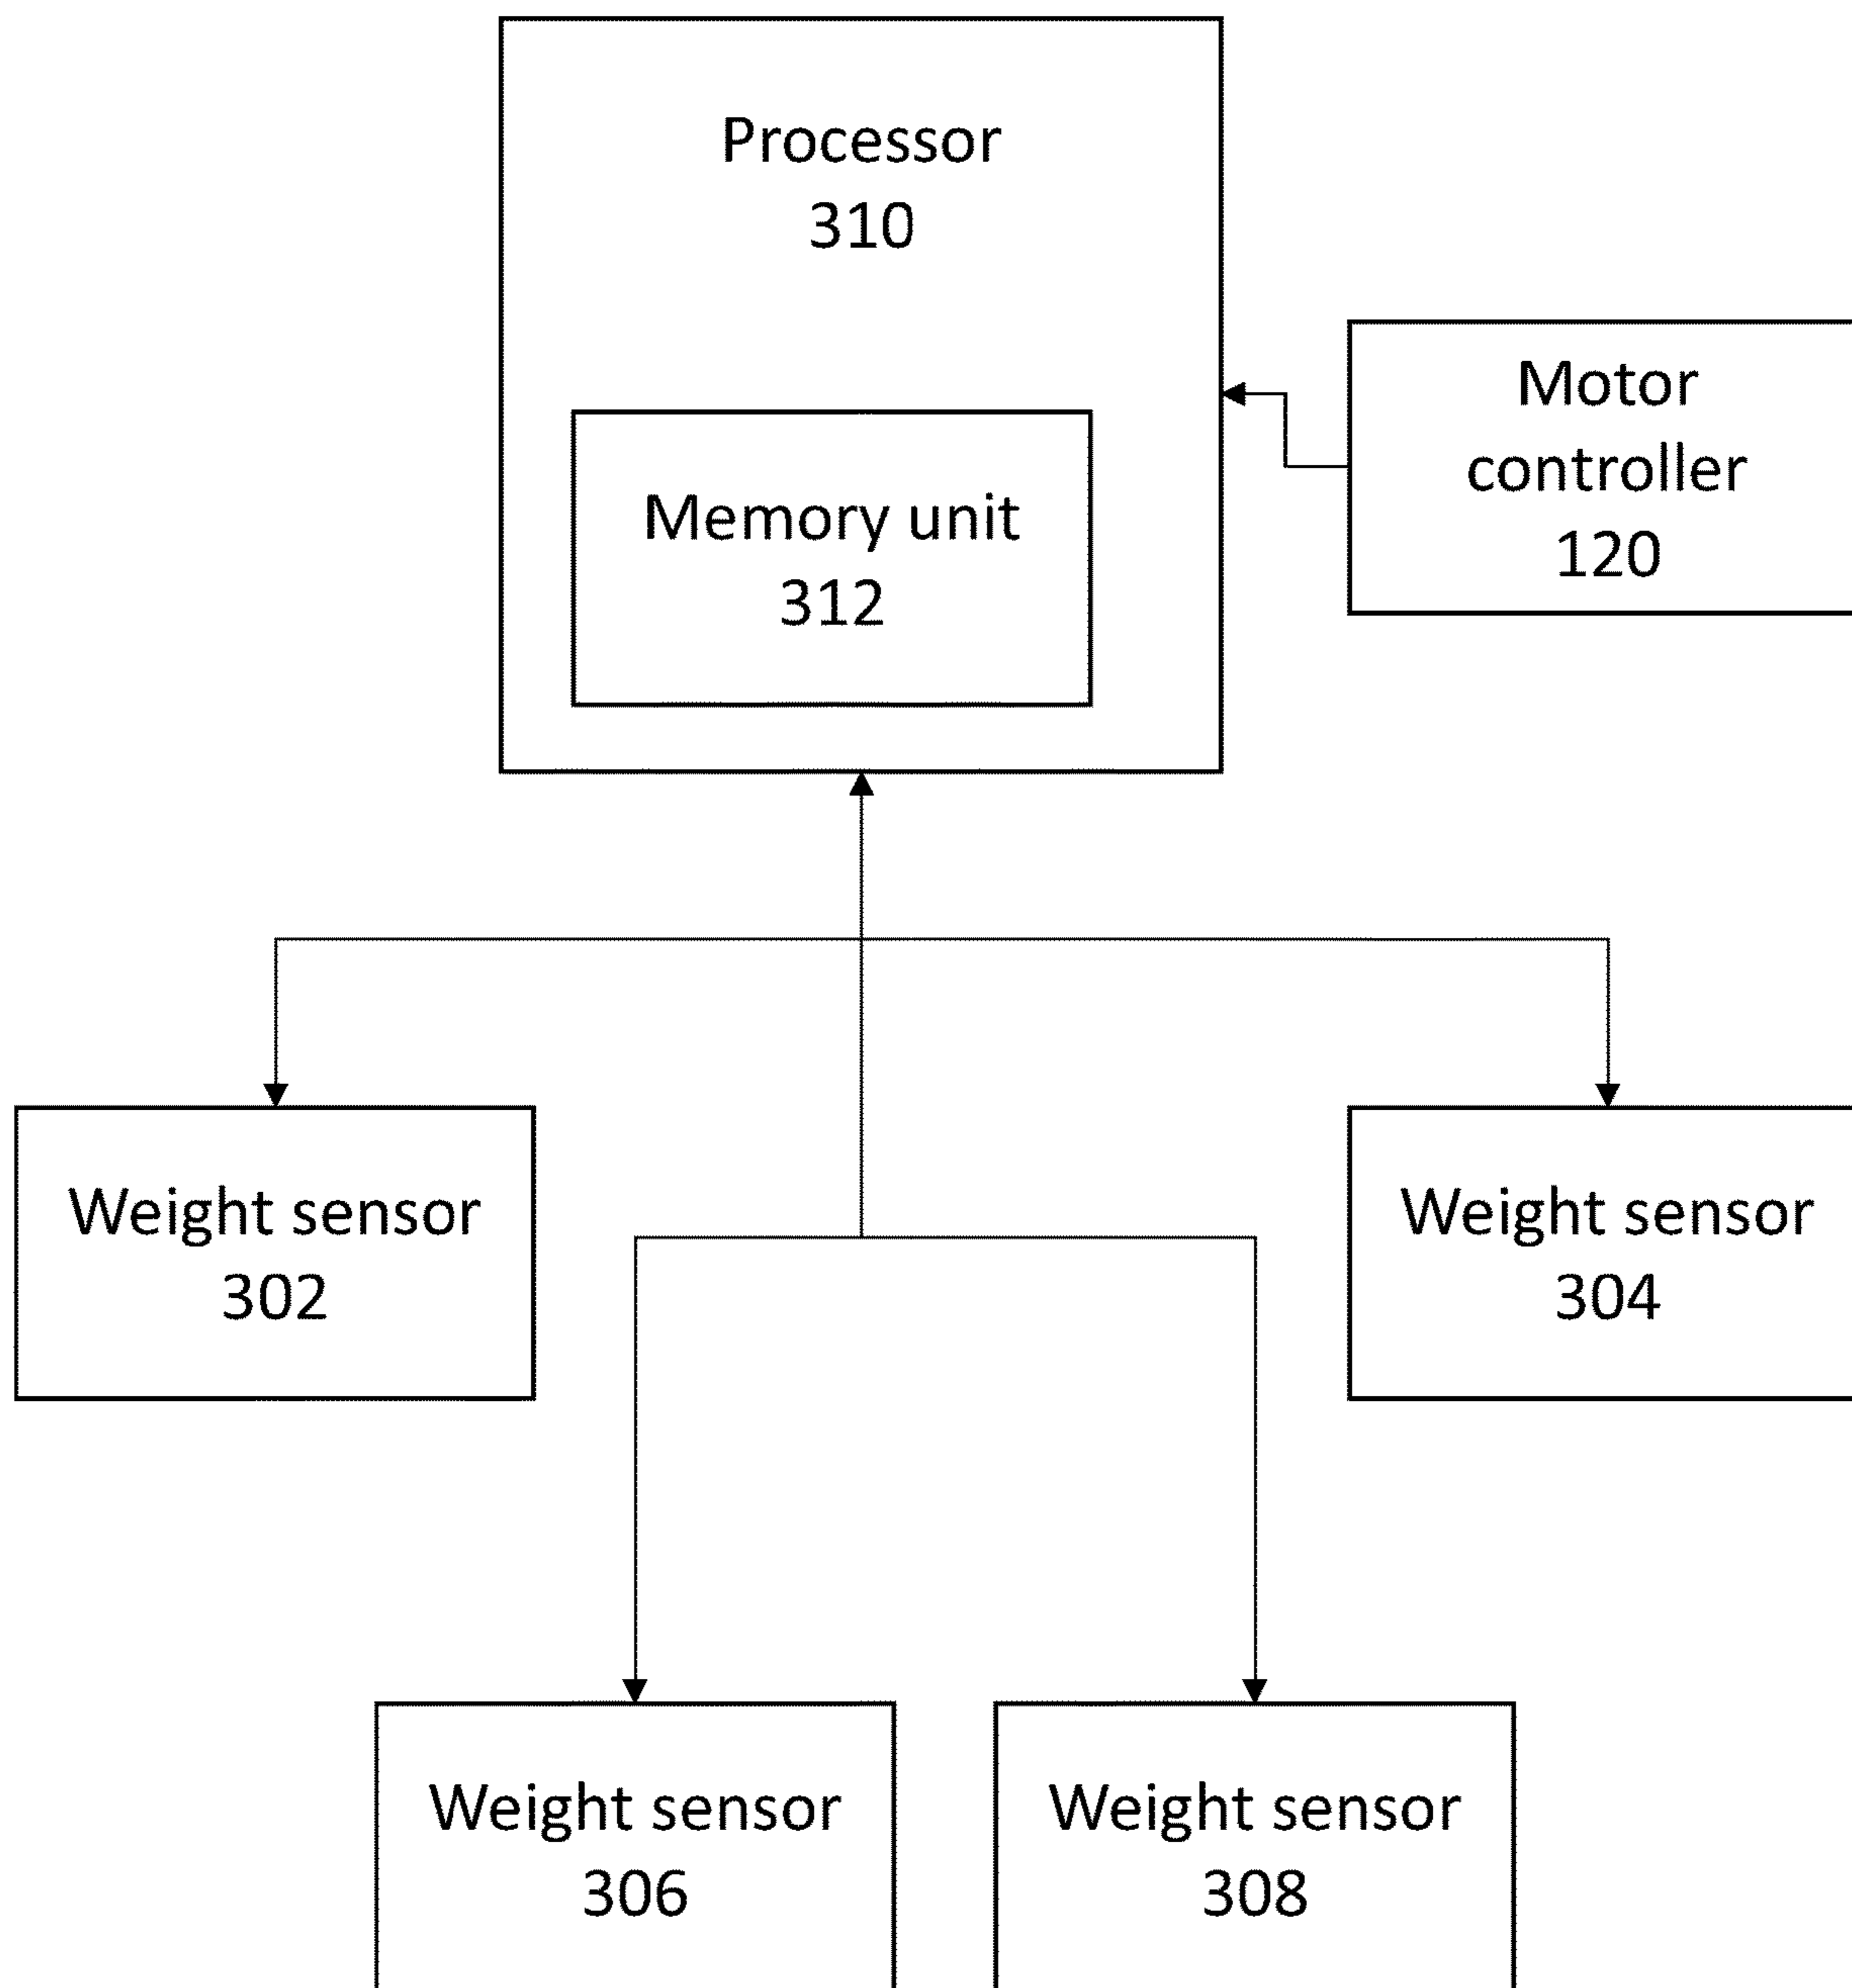 Processor
310
Motor
controller
120
Memory unit
312
Weight sensor
302
Weight sensor
304
Weight sensor
306
Weight sensor
308